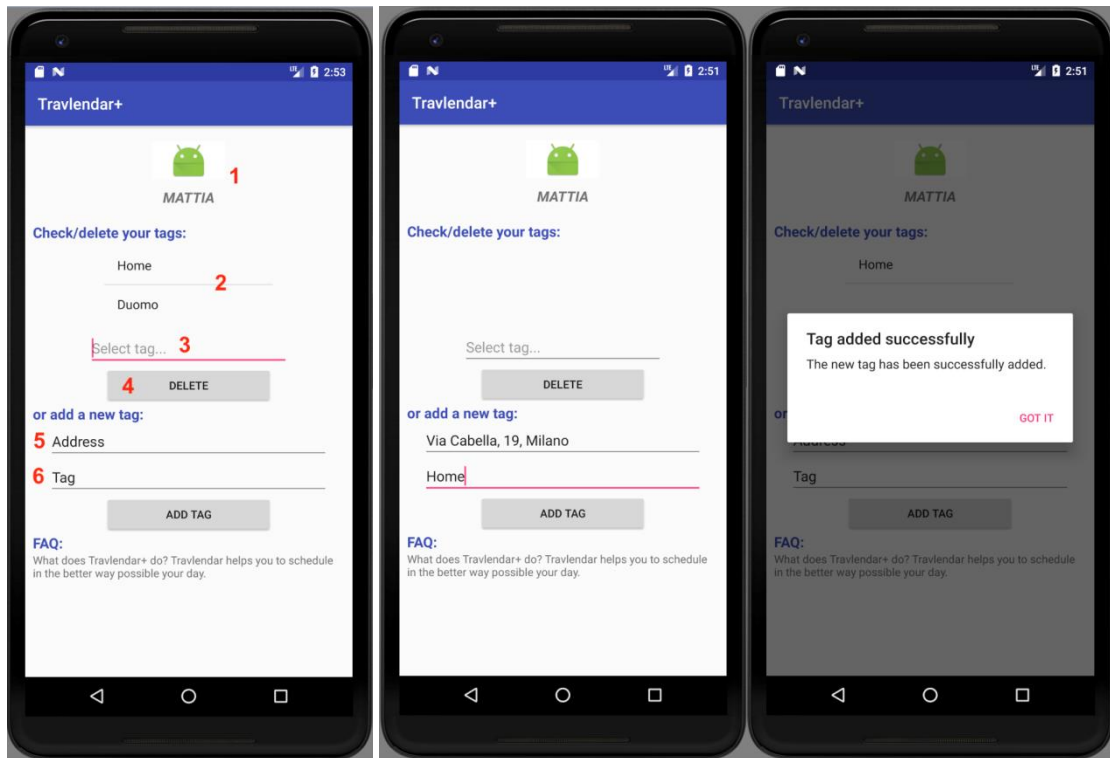 2:53
Travlendar+
1
MATTIA
Check/delete your tags:
Home
2
Duomo
Select tag... 3
4 DELETE
or add a new tag:
5 Address
6 Tag
ADD TAG
FAQ:
What does Travlendar+ do? Travlendar helps you to schedule
in the better way possible your day.
2:51
Travlendar+
MATTIA
Check/delete your tags:
Select tag...
DELETE
or add a new tag:
Via Cabella, 19, Milano
Home
ADD TAG
FAQ:
What does Travlendar+ do? Travlendar helps you to schedule
in the better way possible your day.
2:51
Travlendar+
MATTIA
Check/delete your tags:
Home
Tag added successfully
The new tag has been successfully added.
GOT IT
or
Address
Tag
ADD TAG
FAQ:
What does Travlendar+ do? Travlendar helps you to schedule
in the better way possible your day.